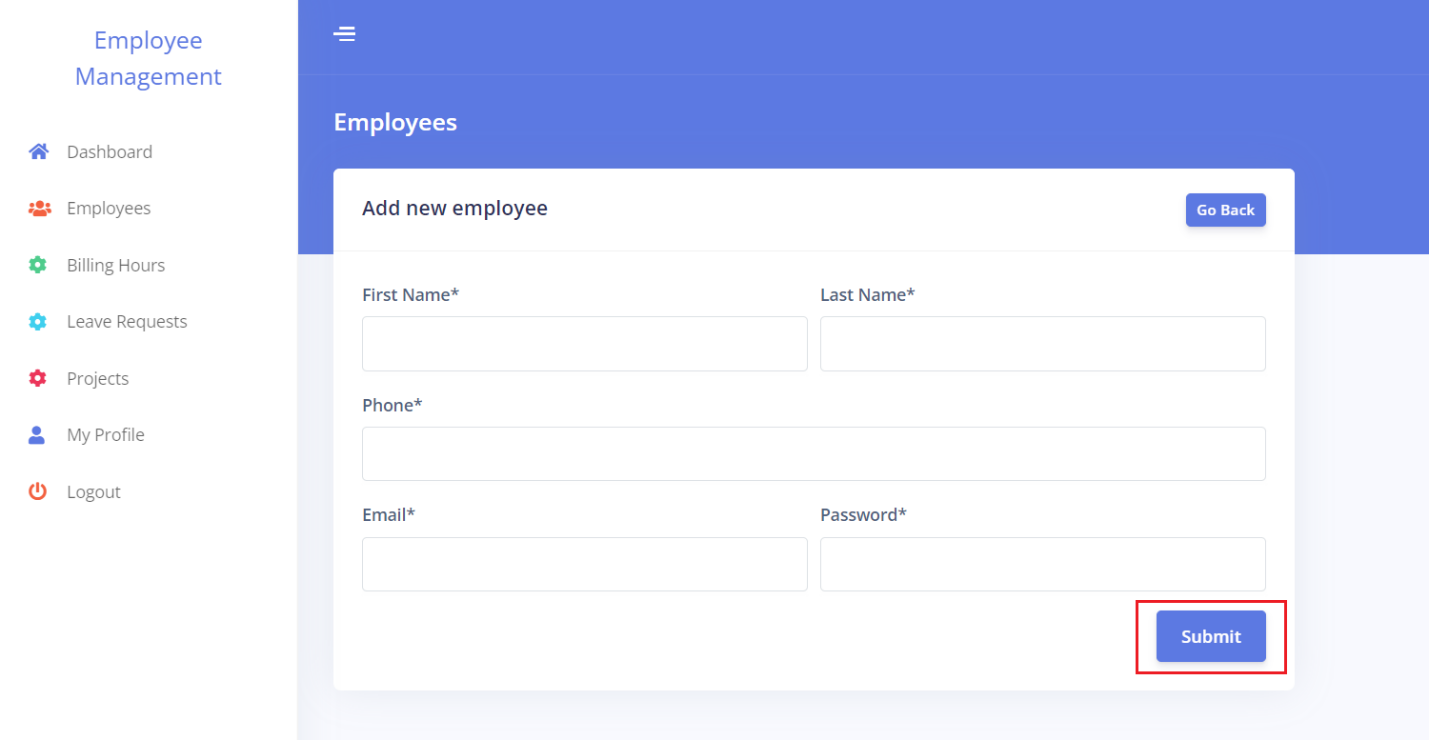 Employee
Management
Dashboard
Employees
Billing Hours
Leave Requests
Projects
My Profile
Logout
Employees
Add new employee
Go Back
First Name*
Last Name*
Phone*
Email*
Password*
Submit